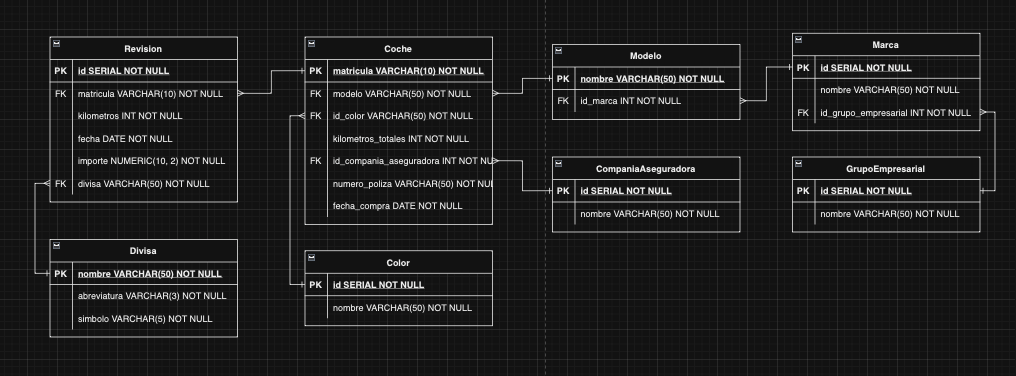 Revision
PK id SERIAL NOT NULL
FK matricula VARCHAR(10) NOT NULL
kilometros INT NOT NULL
fecha DATE NOT NULL
importe NUMERIC(10, 2) NOT NULL
FK divisa VARCHAR(50) NOT NULL
Divisa
PK nombre VARCHAR(50) NOT NULL
abreviatura VARCHAR(3) NOT NULL
simbolo VARCHAR(5) NOT NULL
Coche
PK matricula VARCHAR(10) NOT NULL
FK modelo VARCHAR(50) NOT NULL
FK id_color VARCHAR(50) NOT NULL
kilometros_totales INT NOT NULL
FK id_compania_aseguradora INT NOT NU
numero_poliza VARCHAR(50) NOT NUL
fecha_compra DATE NOT NULL
Color
PK id SERIAL NOT NULL
nombre VARCHAR(50) NOT NULL
Modelo
PK nombre VARCHAR(50) NOT NULL
FK id_marca INT NOT NULL
CompaniaAseguradora
PK id SERIAL NOT NULL
nombre VARCHAR(50) NOT NULL
Marca
PK id SERIAL NOT NULL
nombre VARCHAR(50) NOT NULL
FK id_grupo_empresarial INT NOT NULL
GrupoEmpresarial
PK id SERIAL NOT NULL
nombre VARCHAR(50) NOT NULL